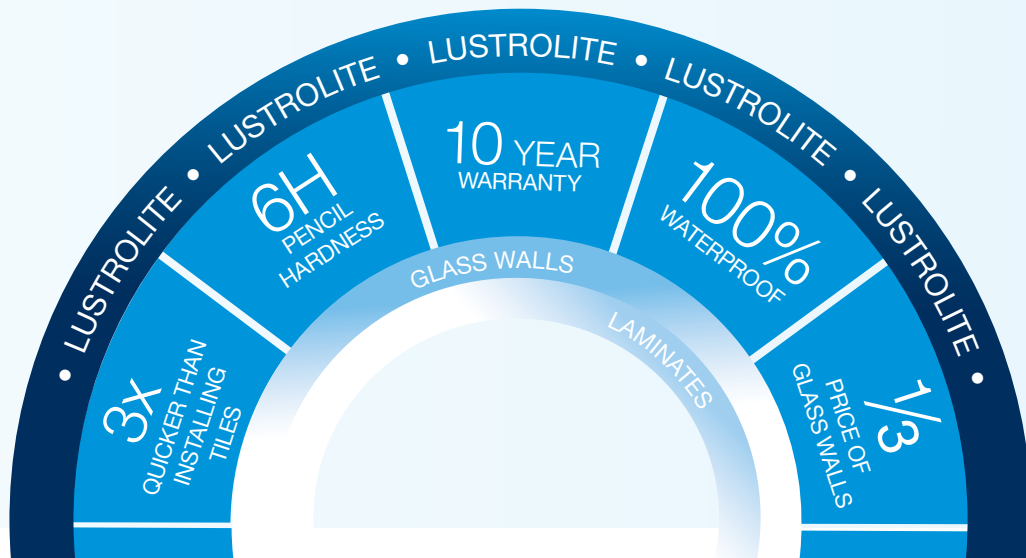 • LUSTROLITE • LUSTROLITE • LUSTROLITE • LUSTROLITE • LUSTROLITE •
3x
QUICKER THAN
INSTALLING
TILES
6H
PENCIL
HARDNESS
10 YEAR
WARRANTY
100%
WATERPROOF
1/3
PRICE OF
GLASS WALLS
GLASS WALLS
LAMINATES